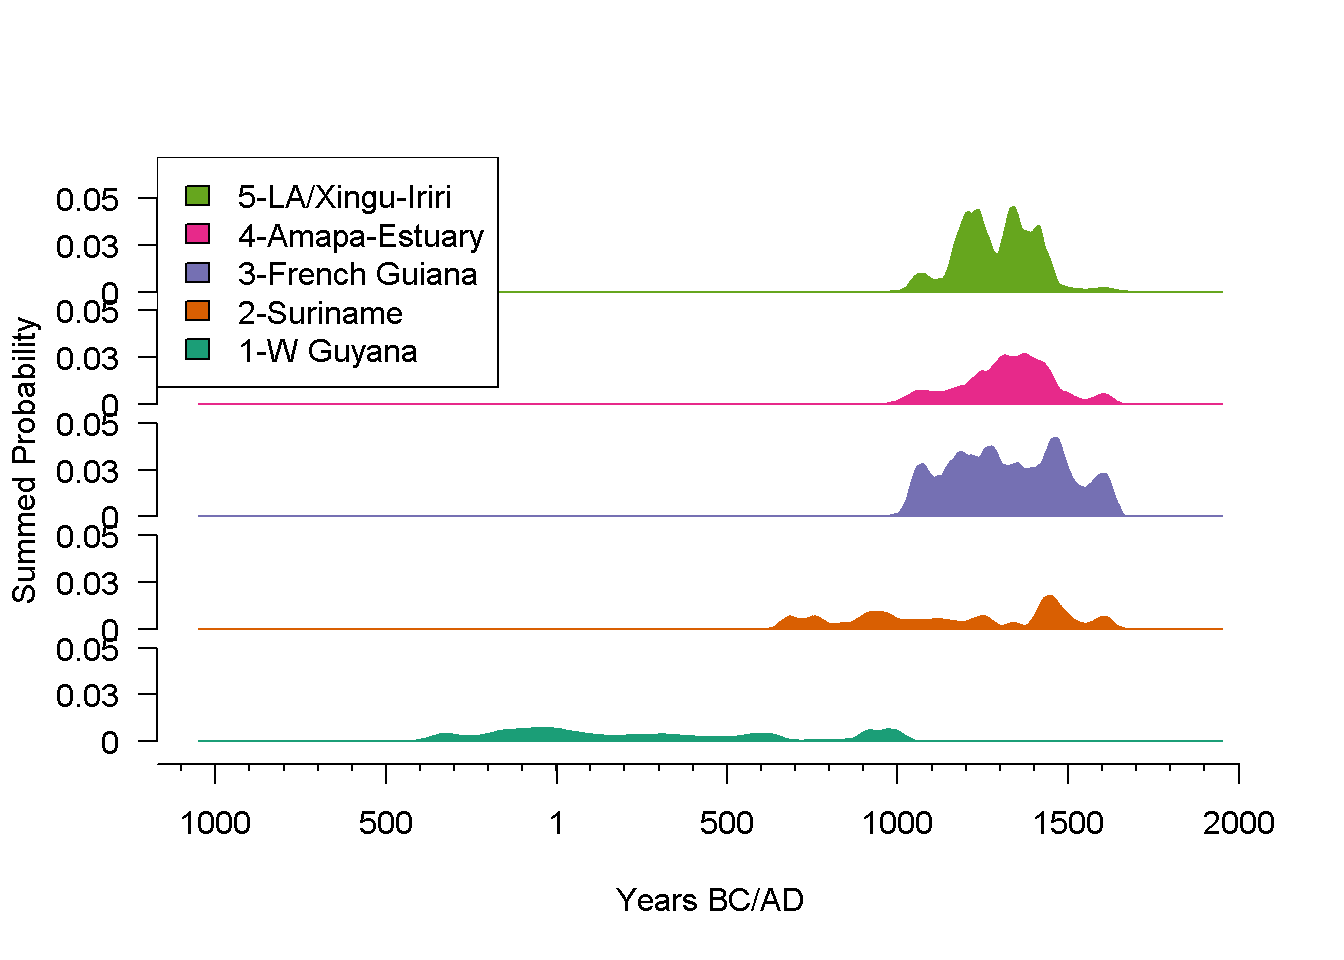 5-LA/Xingu-Iriri
4-Amapa-Estuary
3-French Guiana
2-Suriname
1-W Guyana
0.05
0.03
0
0.05
0.03
0
0.05
0.03
0
0.05
0.03
0
0.05
0.03
0
Summed Probability
1000 500 1 500 1000 1500 2000
Years BC/AD